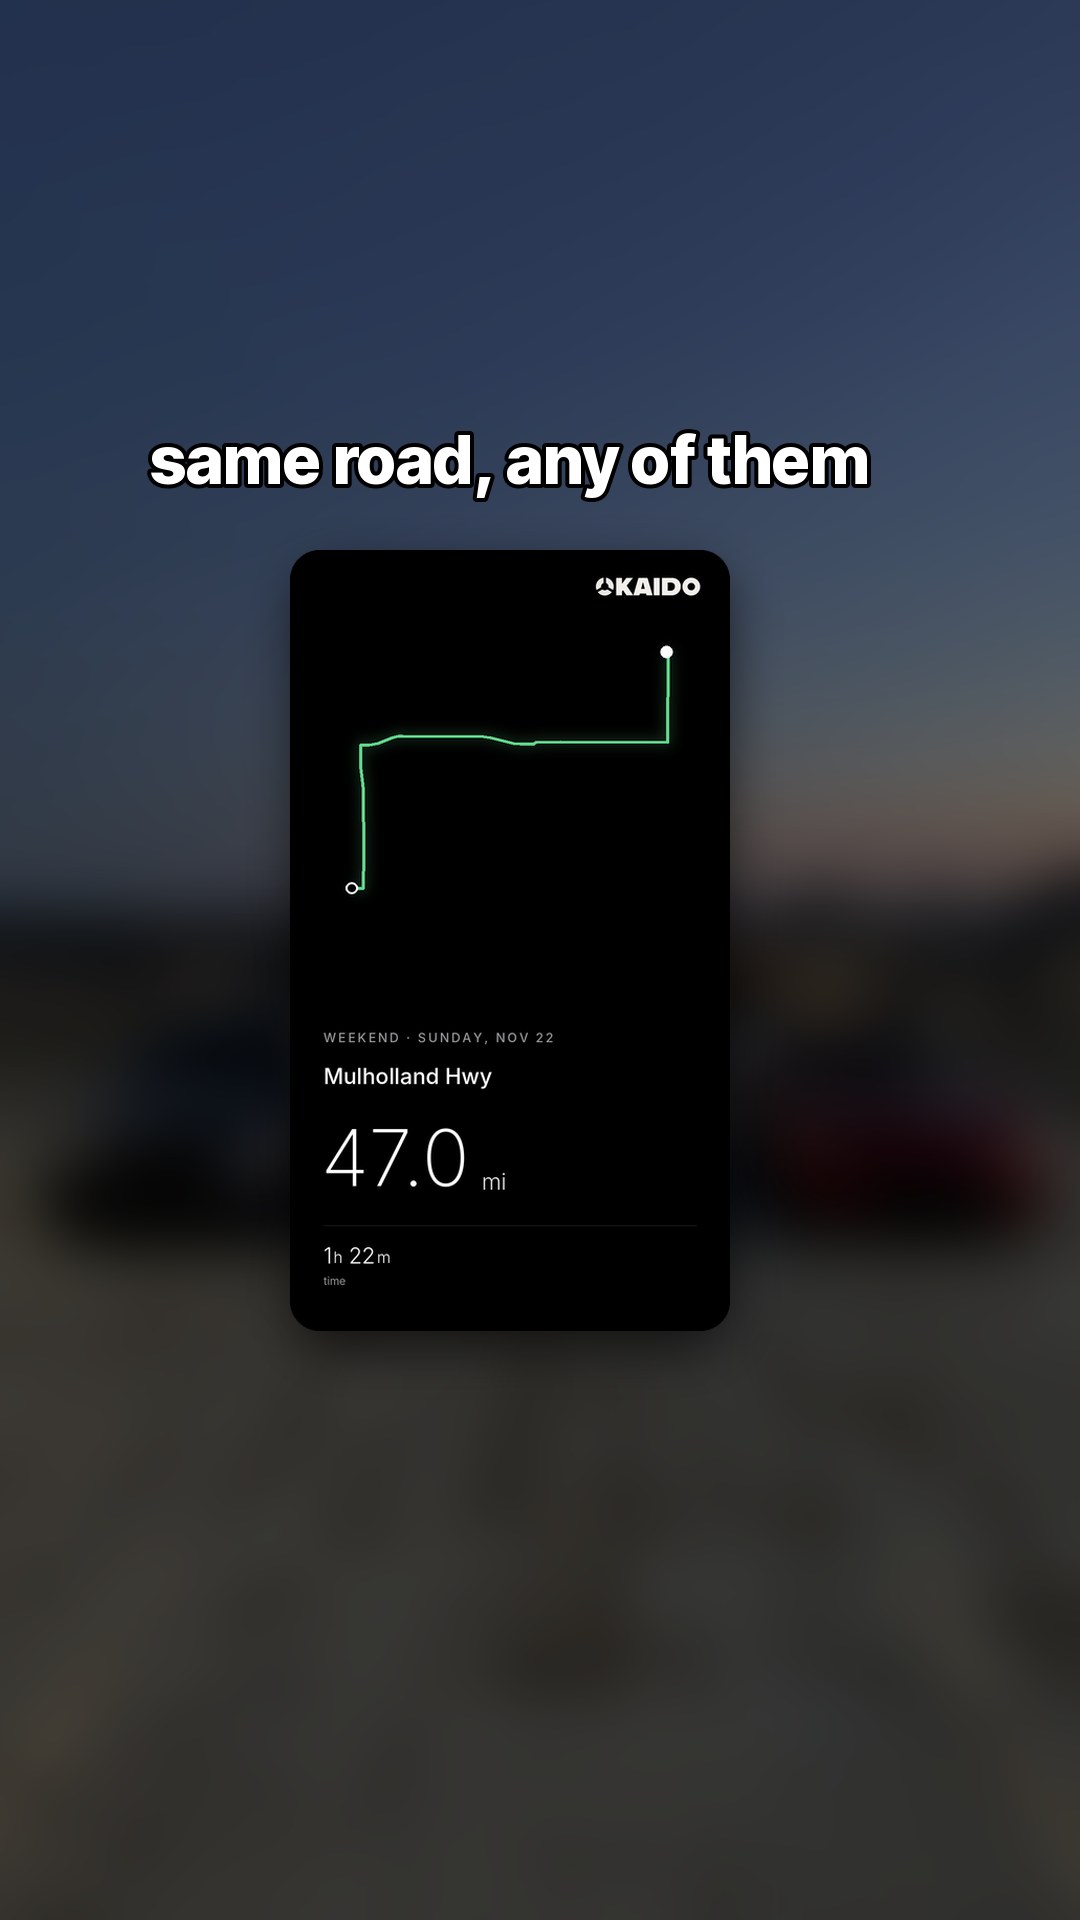 same road, any of them
KAIDO
WEEKEND · SUNDAY, NOV 22
Mulholland Hwy
47.0 mi
1h 22m
time